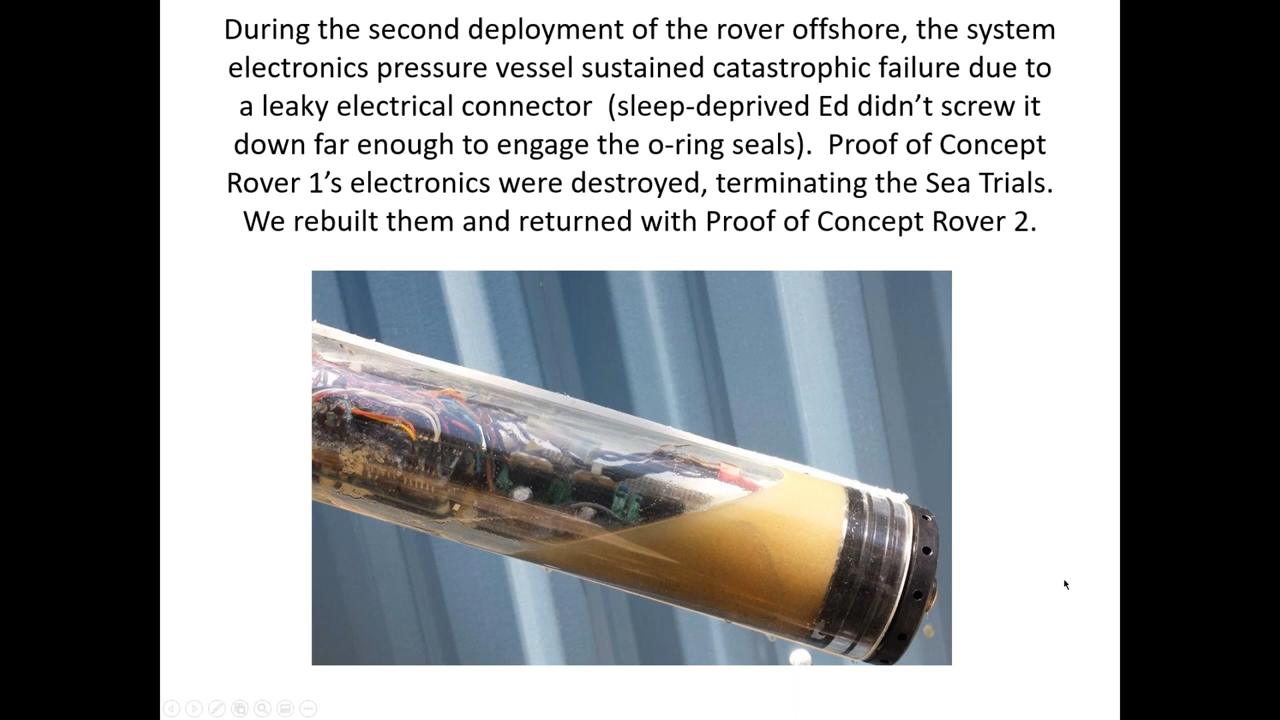 During the second deployment of the rover offshore, the system
electronics pressure vessel sustained catastrophic failure due to
a leaky electrical connector  (sleep-deprived Ed didn’t screw it
down far enough to engage the o-ring seals).  Proof of Concept
Rover 1’s electronics were destroyed, terminating the Sea Trials.
We rebuilt them and returned with Proof of Concept Rover 2.